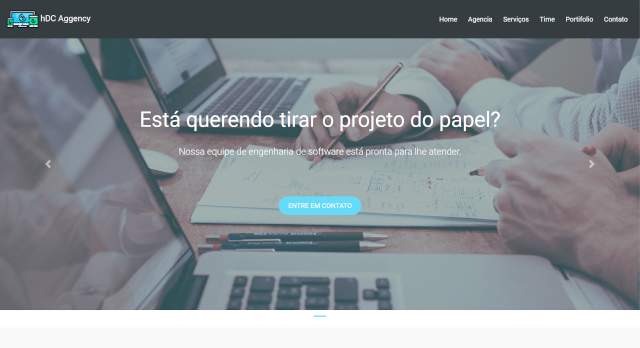 hDC Aggency
Home Agencia Serviços Time Portifolio Contato
Está querendo tirar o projeto do papel?
Nossa equipe de engenharia de software está pronta para lhe atender.
ENTRE EM CONTATO